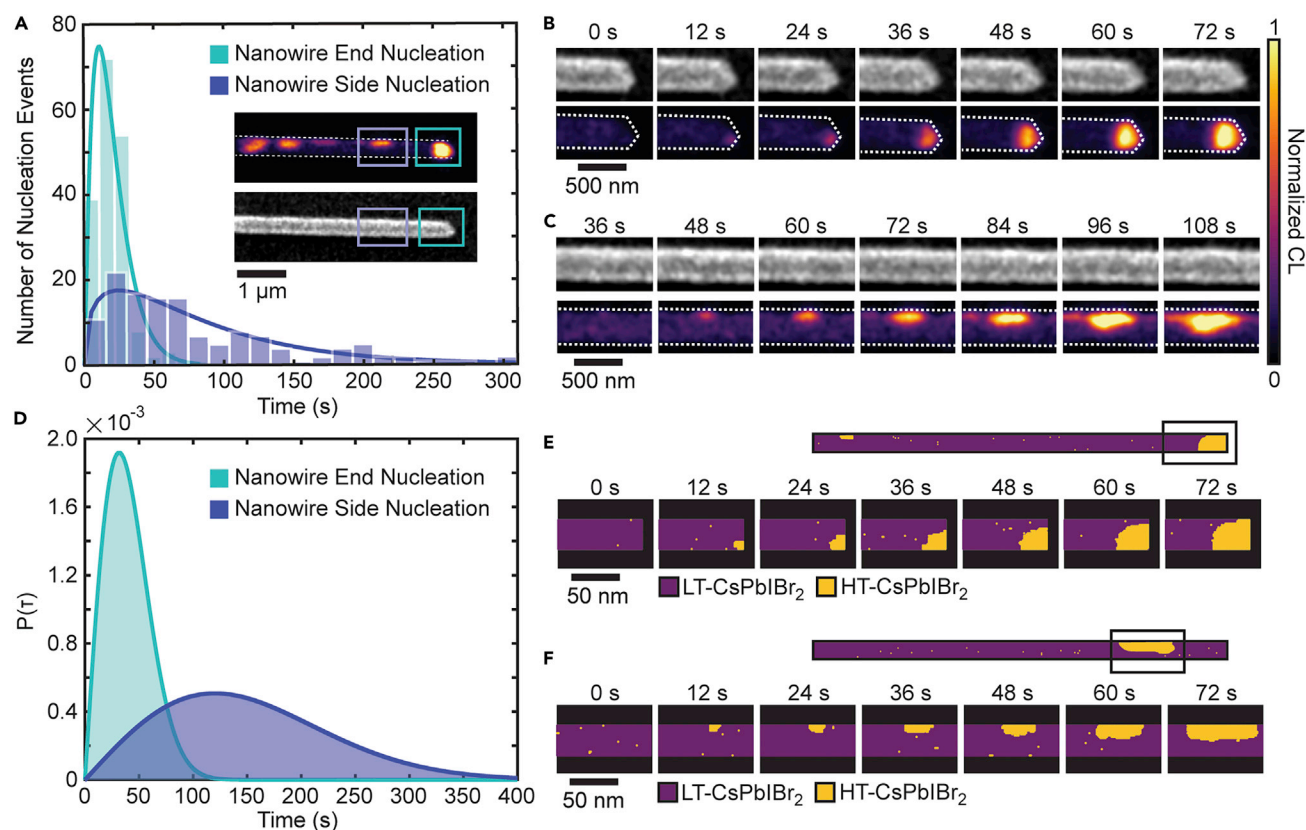 A
80
70
60
50
40
30
20
10
0
0 50 100 150 200 250 300
Number of Nucleation Events
Time (s)
Nanowire End Nucleation
Nanowire Side Nucleation
1 µm
B
0 s 12 s 24 s 36 s 48 s 60 s 72 s
500 nm
C
36 s 48 s 60 s 72 s 84 s 96 s 108 s
500 nm
1
Normalized CL
0
D
×10⁻³
2.0
1.6
1.2
0.8
0.4
0
0 50 100 150 200 250 300 350 400
P(τ)
Time (s)
Nanowire End Nucleation
Nanowire Side Nucleation
E
0 s 12 s 24 s 36 s 48 s 60 s 72 s
50 nm
LT-CsPbIBr₂ HT-CsPbIBr₂
F
0 s 12 s 24 s 36 s 48 s 60 s 72 s
50 nm
LT-CsPbIBr₂ HT-CsPbIBr₂